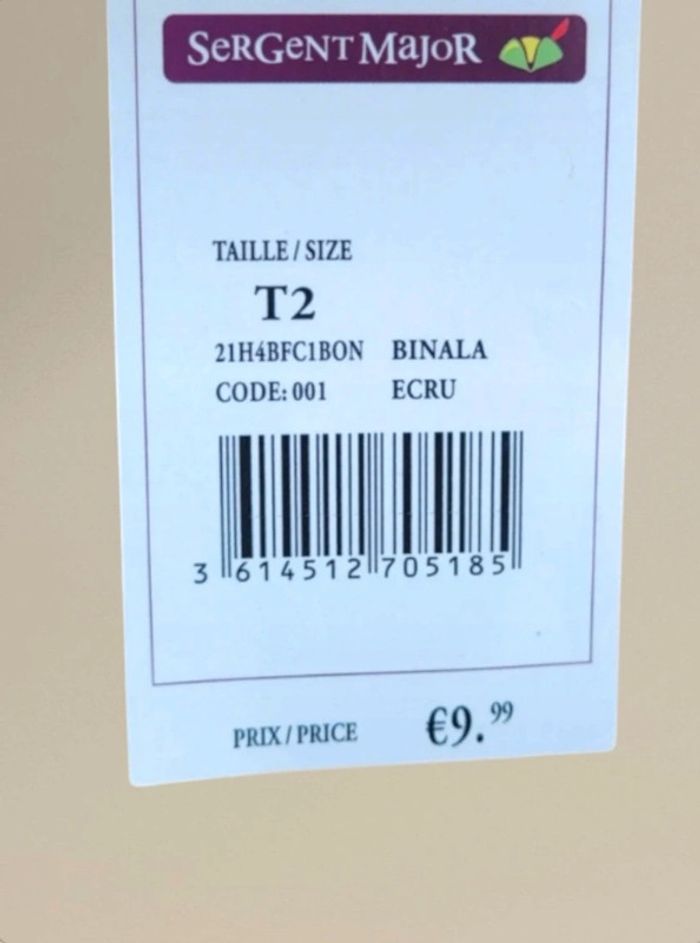 SeRGeNT MaJoR
TAILLE / SIZE
T2
21H4BFC1BON BINALA
CODE: 001 ECRU
3 614512 705185
PRIX / PRICE €9.99